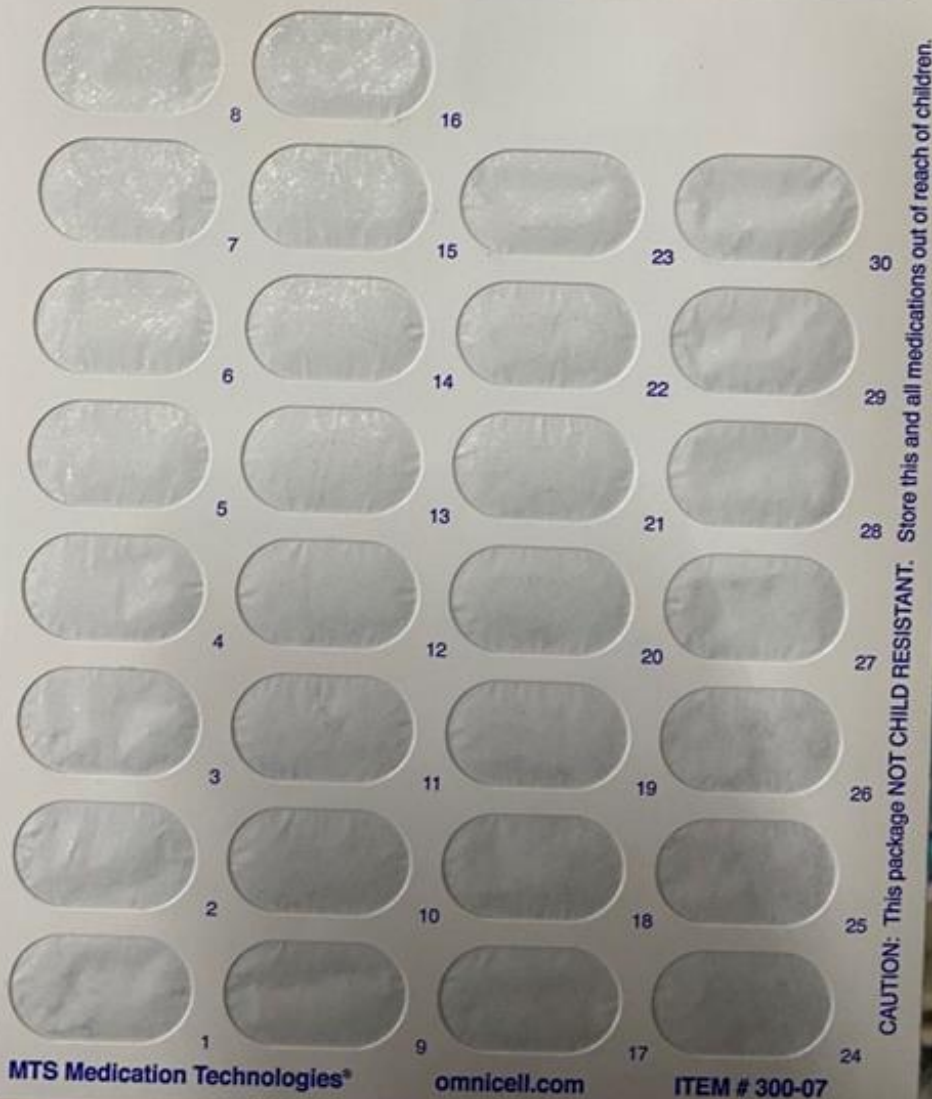 8 16
7 15 23 30
6 14 22 29
5 13 21 28
4 12 20 27
3 11 19 26
2 10 18 25
1 9 17 24
MTS Medication Technologies® omnicell.com ITEM # 300-07
CAUTION: This package NOT CHILD RESISTANT. Store this and all medications out of reach of children.